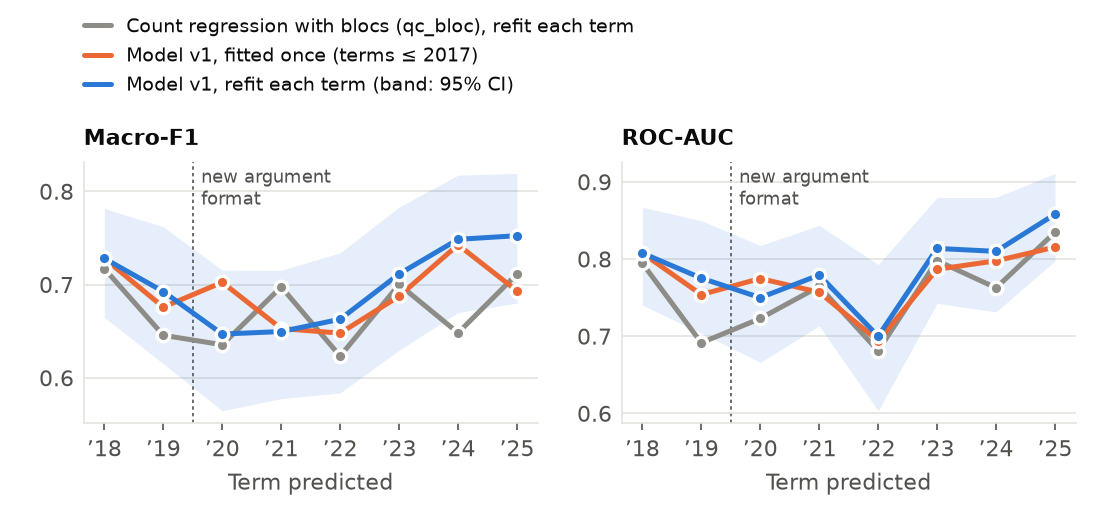 Count regression with blocs (qc_bloc), refit each term
Model v1, fitted once (terms ≤ 2017)
Model v1, refit each term (band: 95% CI)
Macro-F1
new argument
format
0.8
0.7
0.6
’18 ’19 ’20 ’21 ’22 ’23 ’24 ’25
Term predicted
ROC-AUC
new argument
format
0.9
0.8
0.7
0.6
’18 ’19 ’20 ’21 ’22 ’23 ’24 ’25
Term predicted